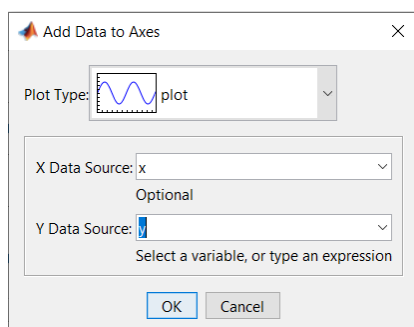 Add Data to Axes
Plot Type: plot
X Data Source: x
Optional
Y Data Source: y
Select a variable, or type an expression
OK Cancel